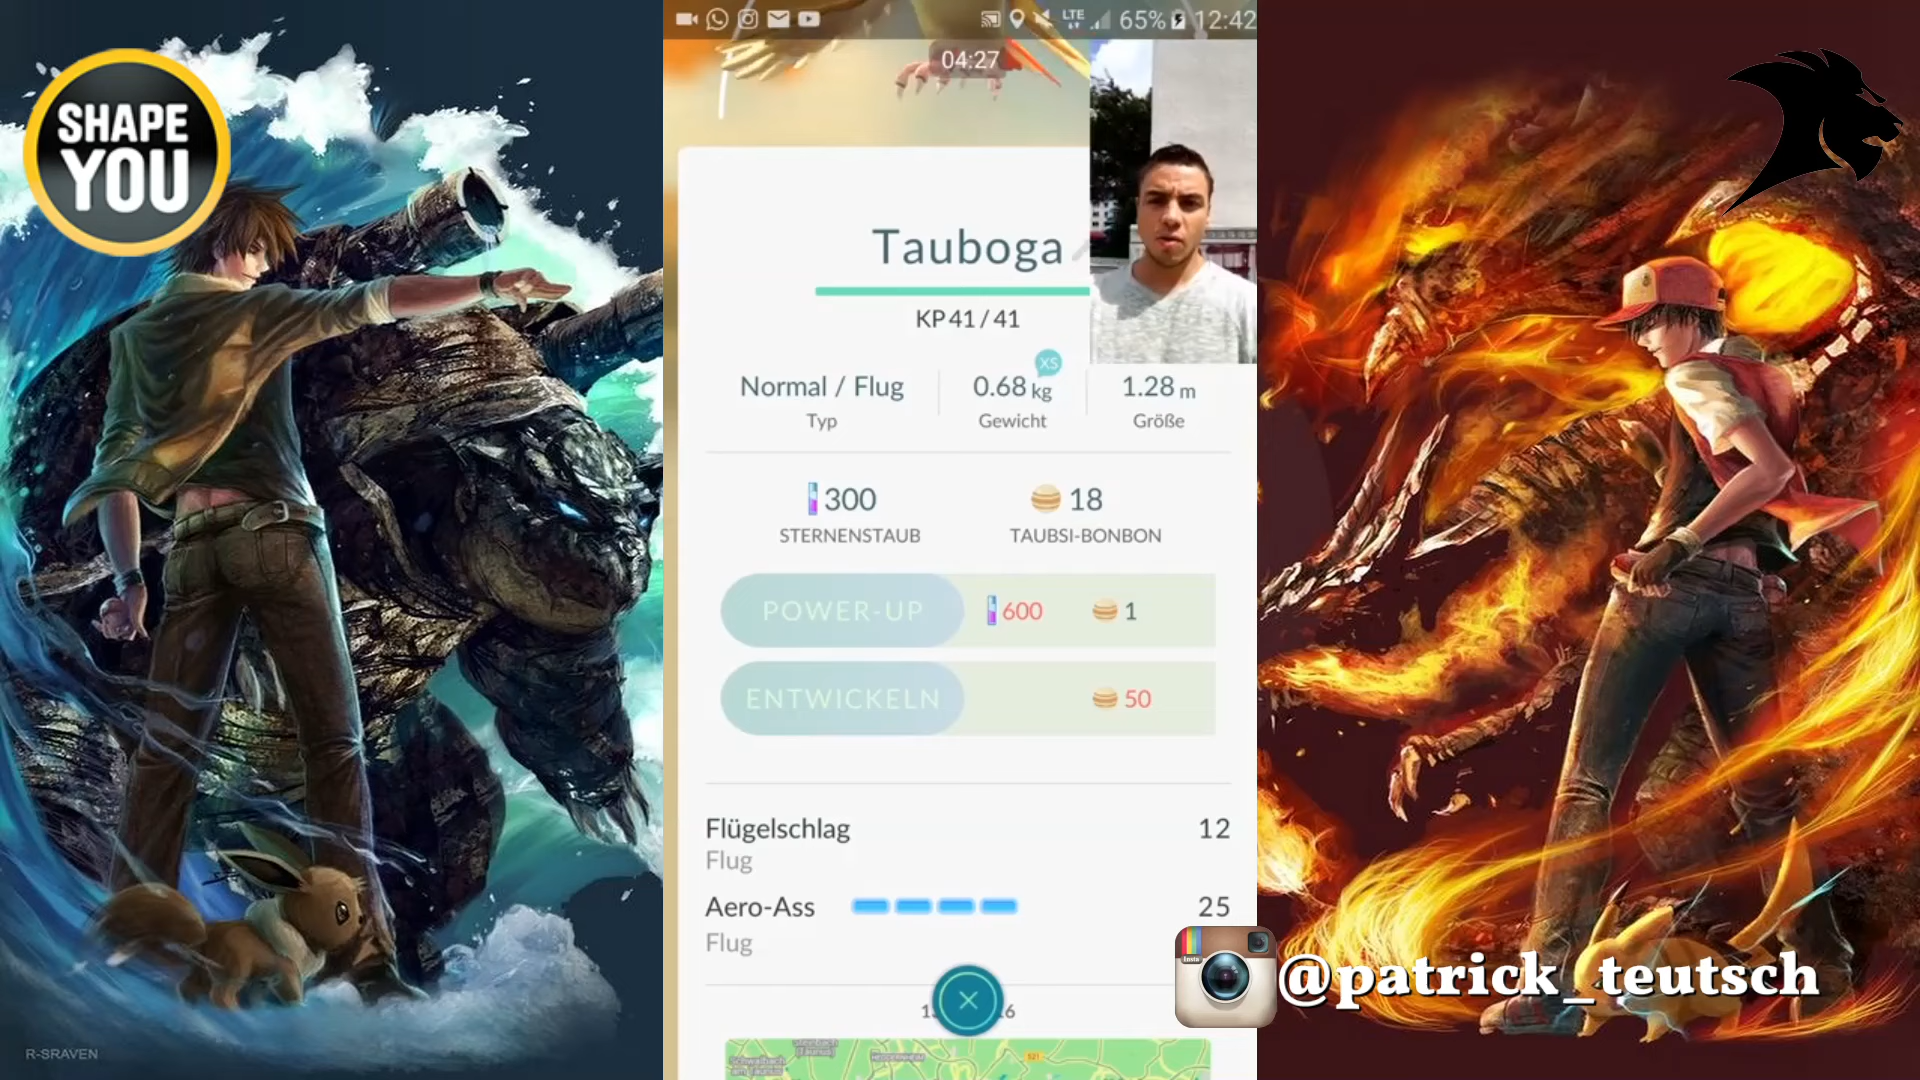 SHAPE
YOU
LTE 65% 12:42
04:27
Tauboga
KP 41 / 41
XS
Normal / Flug
Typ
0.68 kg
Gewicht
1.28 m
Größe
300
STERNENSTAUB
18
TAUBSI-BONBON
POWER-UP 600 1
ENTWICKELN 50
Flügelschlag 12
Flug
Aero-Ass 25
Flug
Insta
@patrick_teutsch
R-SRAVEN